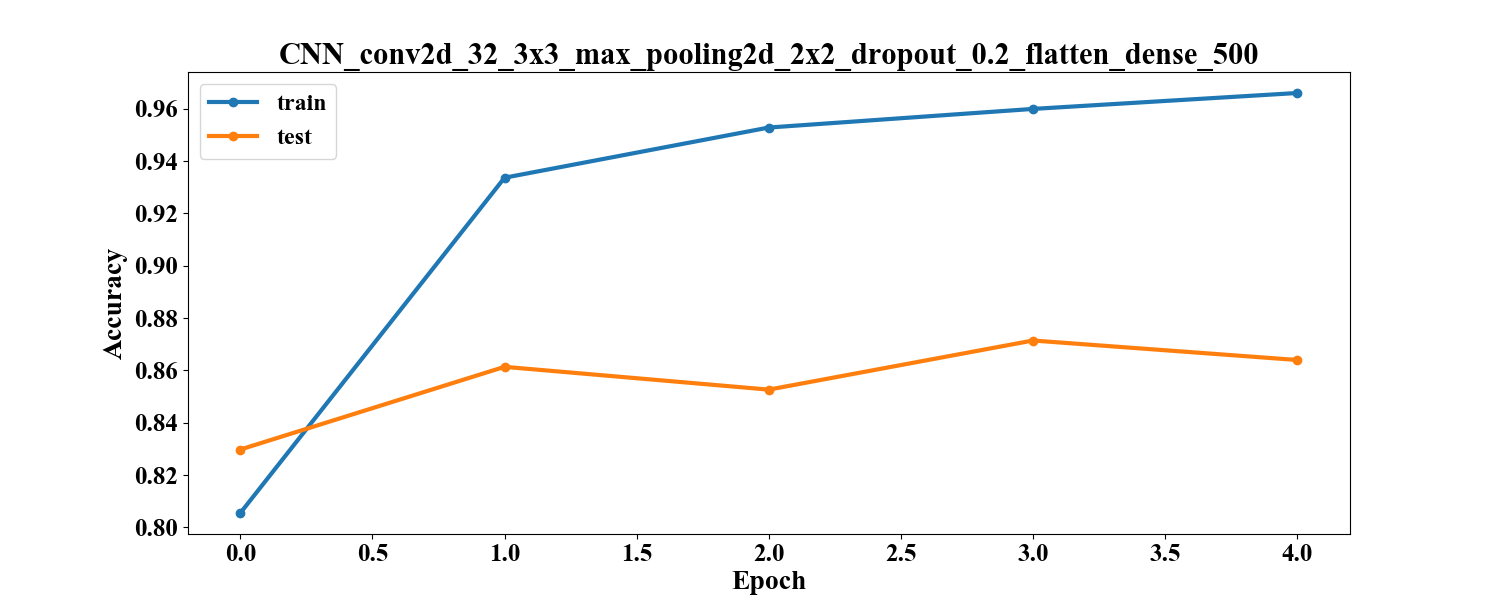 CNN_conv2d_32_3x3_max_pooling2d_2x2_dropout_0.2_flatten_dense_500
train
test
Accuracy
0.96
0.94
0.92
0.90
0.88
0.86
0.84
0.82
0.80
0.0 0.5 1.0 1.5 2.0 2.5 3.0 3.5 4.0
Epoch